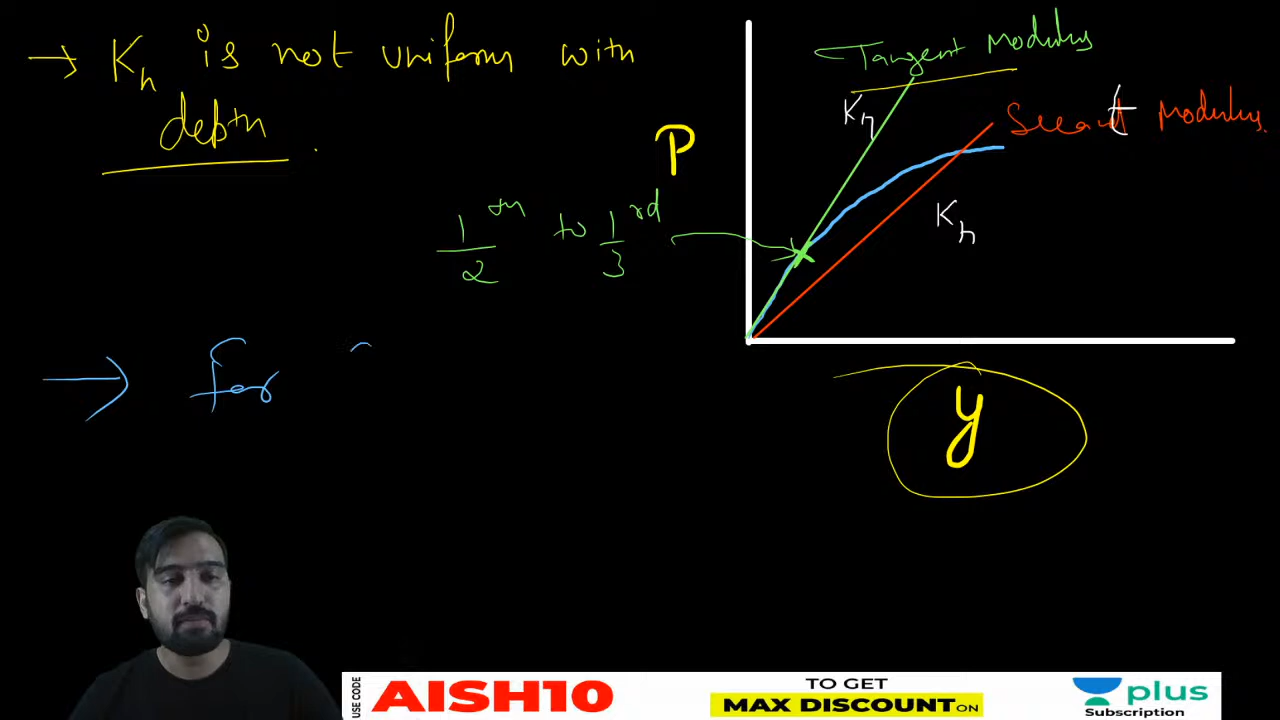 → Kh is not uniform with
depth
Tangent Modulus
Kh
Secant Modulus.
P
1/2 th to 1/3 rd
Kh
→ for
y
USE CODE
AISH10
TO GET
MAX DISCOUNT ON
plus
Subscription